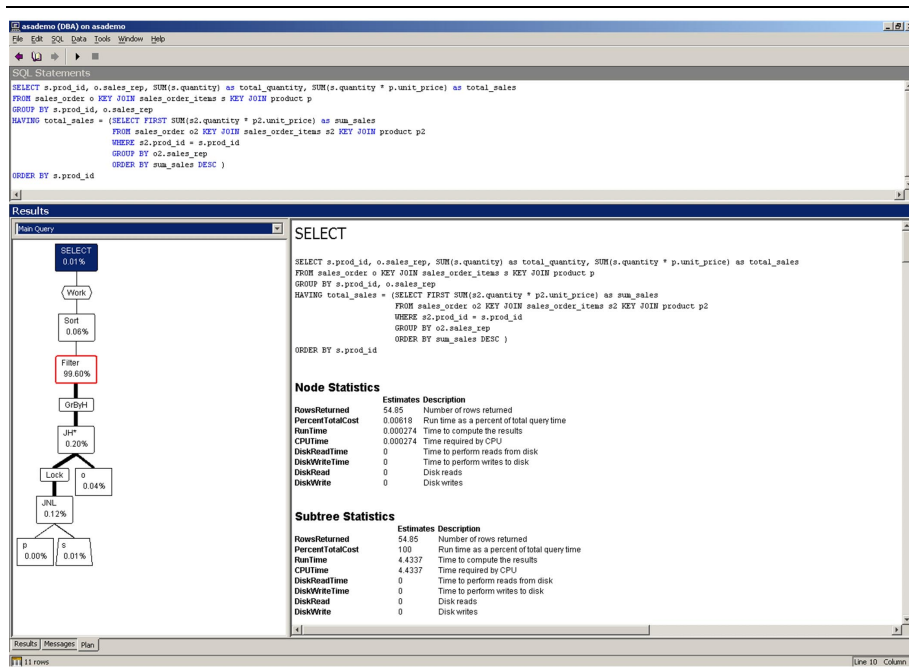 asademo (DBA) on asademo
File Edit SQL Data Tools Window Help
SQL Statements
SELECT s.prod_id, o.sales_rep, SUM(s.quantity) as total_quantity, SUM(s.quantity * p.unit_price) as total_sales
FROM sales_order o KEY JOIN sales_order_items s KEY JOIN product p
GROUP BY s.prod_id, o.sales_rep
HAVING total_sales = (SELECT FIRST SUM(s2.quantity * p2.unit_price) as sum_sales
FROM sales_order o2 KEY JOIN sales_order_items s2 KEY JOIN product p2
WHERE s2.prod_id = s.prod_id
GROUP BY o2.sales_rep
ORDER BY sum_sales DESC )
ORDER BY s.prod_id
Results
Main Query
SELECT
0.01%
Work
Sort
0.06%
Filter
99.60%
GrByH
JH*
0.20%
Lock
o
0.04%
JNL
0.12%
p
0.00%
s
0.01%
SELECT
SELECT s.prod_id, o.sales_rep, SUM(s.quantity) as total_quantity, SUM(s.quantity * p.unit_price) as total_sales
FROM sales_order o KEY JOIN sales_order_items s KEY JOIN product p
GROUP BY s.prod_id, o.sales_rep
HAVING total_sales = (SELECT FIRST SUM(s2.quantity * p2.unit_price) as sum_sales
FROM sales_order o2 KEY JOIN sales_order_items s2 KEY JOIN product p2
WHERE s2.prod_id = s.prod_id
GROUP BY o2.sales_rep
ORDER BY sum_sales DESC )
ORDER BY s.prod_id
Node Statistics
Estimates Description
RowsReturned 54.85 Number of rows returned
PercentTotalCost 0.00618 Run time as a percent of total query time
RunTime 0.000274 Time to compute the results
CPUTime 0.000274 Time required by CPU
DiskReadTime 0 Time to perform reads from disk
DiskWriteTime 0 Time to perform writes to disk
DiskRead 0 Disk reads
DiskWrite 0 Disk writes
Subtree Statistics
Estimates Description
RowsReturned 54.85 Number of rows returned
PercentTotalCost 100 Run time as a percent of total query time
RunTime 4.4337 Time to compute the results
CPUTime 4.4337 Time required by CPU
DiskReadTime 0 Time to perform reads from disk
DiskWriteTime 0 Time to perform writes to disk
DiskRead 0 Disk reads
DiskWrite 0 Disk writes
Results Messages Plan
11 rows
Line 10 Column